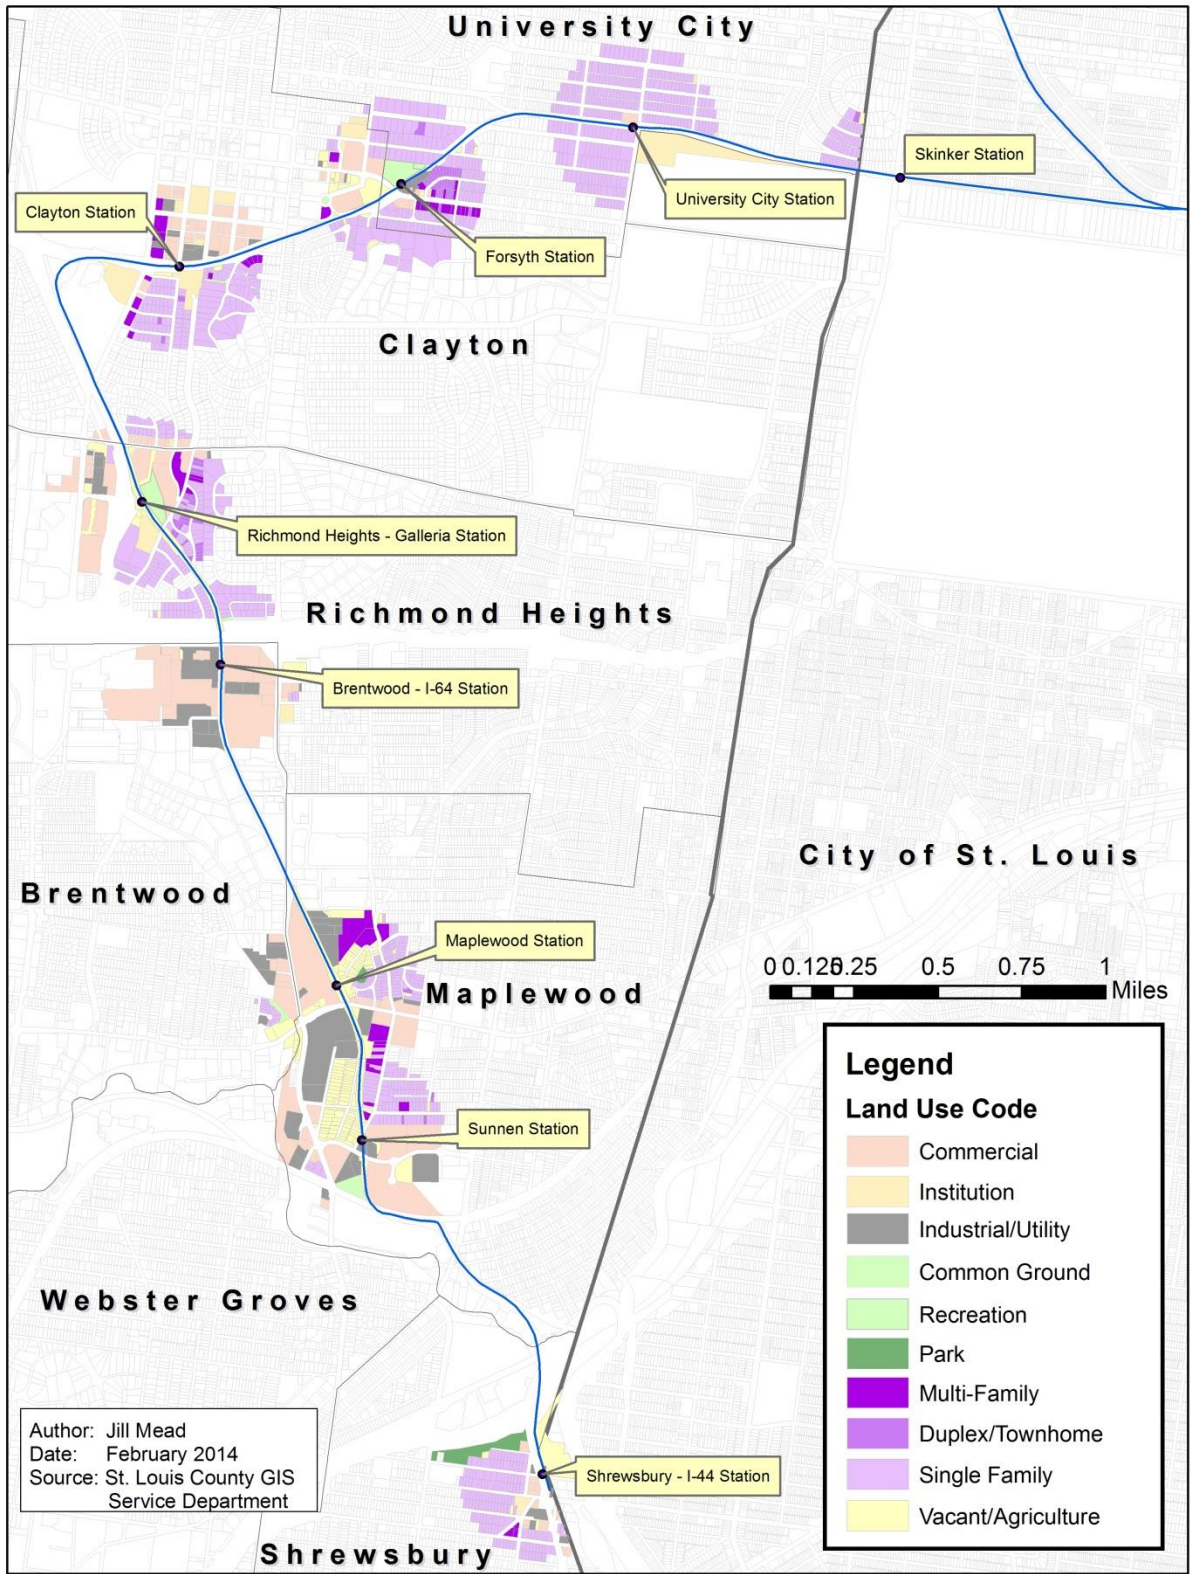 University City
Skinker Station
University City Station
Clayton Station
Forsyth Station
Clayton
Richmond Heights - Galleria Station
Richmond Heights
Brentwood - I-64 Station
City of St. Louis
Brentwood
Maplewood Station
Maplewood
0 0.125 0.25 0.5 0.75 1
Miles
Sunnen Station
Webster Groves
Shrewsbury - I-44 Station
Shrewsbury
Author: Jill Mead
Date: February 2014
Source: St. Louis County GIS
Service Department
Legend
Land Use Code
Commercial
Institution
Industrial/Utility
Common Ground
Recreation
Park
Multi-Family
Duplex/Townhome
Single Family
Vacant/Agriculture